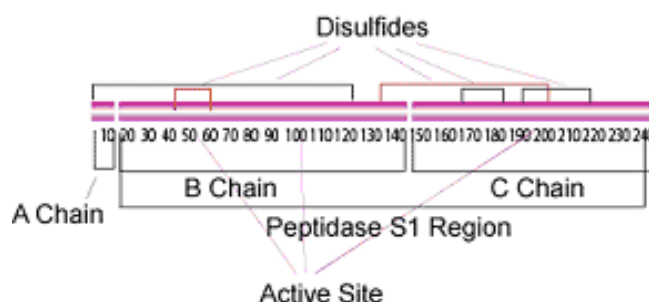 Disulfides
10 20 30 40 50 60 70 80 90 100 110 120 130 140 150 160 170 180 190 200 210 220 230 240
B Chain C Chain
A Chain
Peptidase S1 Region
Active Site